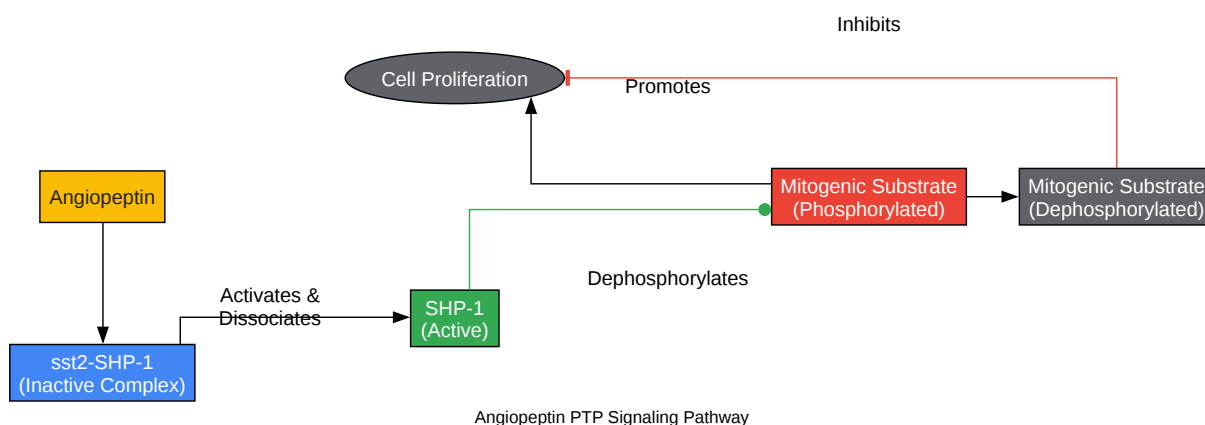 Inhibits
Cell Proliferation
Promotes
Angiopeptin
Mitogenic Substrate
(Phosphorylated)
Mitogenic Substrate
(Dephosphorylated)
Dephosphorylates
Activates &
Dissociates
SHP-1
(Active)
sst2-SHP-1
(Inactive Complex)
Angiopeptin PTP Signaling Pathway